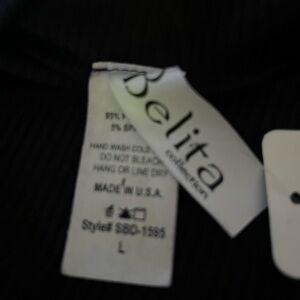 Belita
collection
95%
5% SP
HAND WASH COLD
DO NOT BLEACH
HANG OR LINE DRY
MADE IN U.S.A.
Style# SBD-1595
L